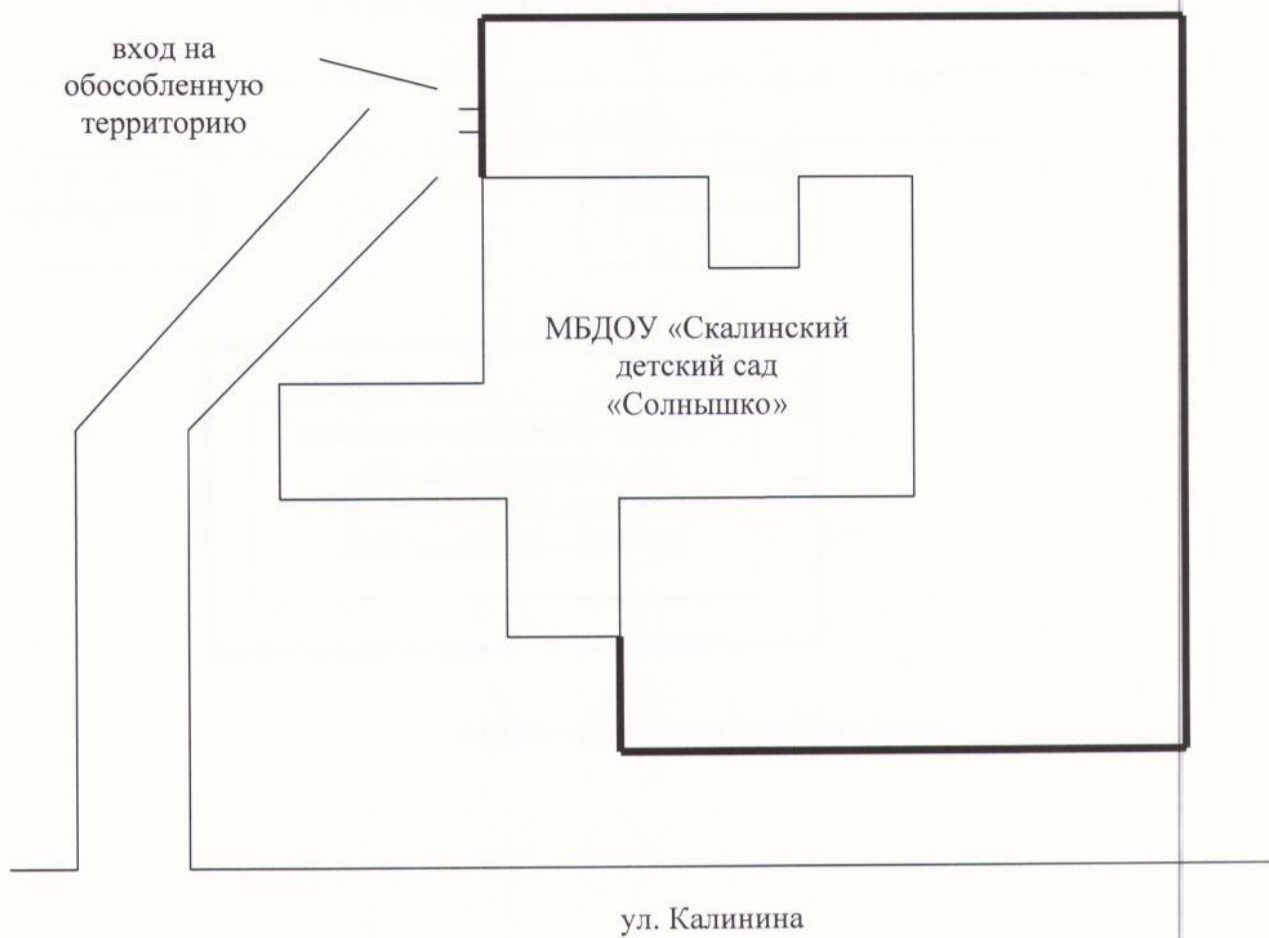 вход на
обособленную
территорию
МБДОУ «Скалинский
детский сад
«Солнышко»
ул. Калинина